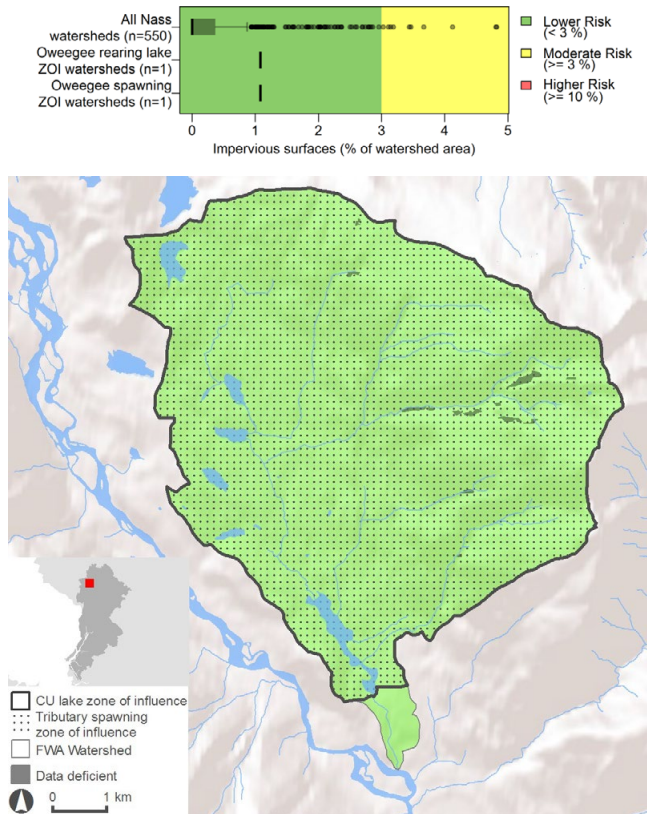 All Nass
watersheds (n=550)
Oweegee rearing lake
ZOI watersheds (n=1)
Oweegee spawning
ZOI watersheds (n=1)
0 1 2 3 4 5
Impervious surfaces (% of watershed area)
Lower Risk
(< 3 %)
Moderate Risk
(>= 3 %)
Higher Risk
(>= 10 %)
CU lake zone of influence
Tributary spawning
zone of influence
FWA Watershed
Data deficient
0 1 km